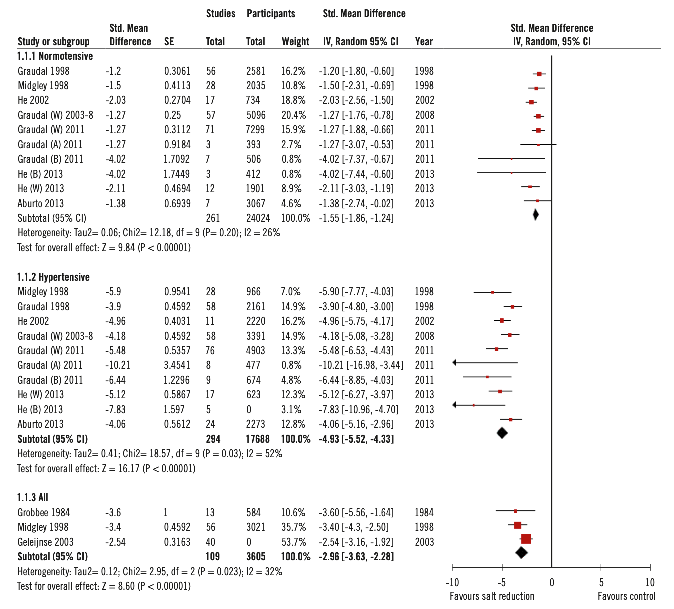 Studies Participants Std. Mean Difference Std. Mean Difference
Std. Mean
Study or subgroup Difference SE Total Total Weight IV, Random 95% CI Year IV, Random, 95% CI
1.1.1 Normotensive
Graudal 1998 -1.2 0.3061 56 2581 16.2% -1.20 [-1.80, -0.60] 1998
Midgley 1998 -1.5 0.4113 28 2035 10.8% -1.50 [-2.31, -0.69] 1998
He 2002 -2.03 0.2704 17 734 18.8% -2.03 [-2.56, -1.50] 2002
Graudal (W) 2003-8 -1.27 0.25 57 5096 20.4% -1.27 [-1.76, -0.78] 2008
Graudal (W) 2011 -1.27 0.3112 71 7299 15.9% -1.27 [-1.88, -0.66] 2011
Graudal (A) 2011 -1.27 0.9184 3 393 2.4% -1.27 [-3.07, -0.53] 2011
Graudal (B) 2011 -4.02 1.7092 7 506 0.8% -4.02 [-7.37, -0.67] 2011
He (B) 2013 -4.02 1.7449 3 412 0.8% -4.02 [-7.44, -0.60] 2013
He (W) 2013 -2.11 0.4694 12 1901 8.9% -2.11 [-3.03, -1.19] 2013
Aburto 2013 -1.38 0.6939 7 3067 4.6% -1.38 [-2.74, -0.02] 2013
Subtotal (95% CI) 261 24024 100.0% -1.55 [-1.86, -1.24]
Heterogeneity: Tau2= 0.06; Chi2= 12.18, df = 9 (P= 0.20); I2 = 26%
Test for overall effect: Z = 9.84 (P < 0.00001)
1.1.2 Hypertensive
Midgley 1998 -5.9 0.9541 28 966 7.0% -5.90 [-7.77, -4.03] 1998
Graudal 1998 -3.9 0.4592 58 2161 14.9% -3.90 [-4.80, -3.00] 1998
He 2002 -4.96 0.4031 11 2220 16.2% -4.96 [-5.75, -4.17] 2002
Graudal (W) 2003-8 -4.18 0.4592 58 3391 14.9% -4.18 [-5.08, -3.28] 2008
Graudal (W) 2011 -5.48 0.5357 76 4903 13.3% -5.48 [-6.53, -4.43] 2011
Graudal (A) 2011 -10.21 3.4541 8 477 0.8% -10.21 [-16.98, -3.44] 2011
Graudal (B) 2011 -6.44 1.2296 9 674 4.8% -6.44 [-8.85, -4.03] 2011
He (W) 2013 -5.12 0.5867 17 623 12.4% -5.12 [-6.27, -3.97] 2013
He (B) 2013 -7.83 1.597 5 0 3.1% -7.83 [-10.96, -4.70] 2013
Aburto 2013 -4.06 0.5612 24 2273 12.8% -4.06 [-5.16, -2.96] 2013
Subtotal (95% CI) 294 17688 100.0% -4.93 [-5.52, -4.33]
Heterogeneity: Tau2= 0.41; Chi2= 18.57, df = 9 (P = 0.03); I2 = 52%
Test for overall effect: Z = 16.17 (P < 0.00001)
1.1.3 All
Grobbee 1984 -3.6 1 13 584 10.6% -3.60 [-5.56, -1.64] 1984
Midgley 1998 -3.4 0.4592 56 3021 35.7% -3.40 [-4.3, -2.50] 1998
Geleijnse 2003 -2.54 0.3163 40 0 53.7% -2.54 [-3.16, -1.92] 2003
Subtotal (95% CI) 109 3605 100.0% -2.96 [-3.63, -2.28]
Heterogeneity: Tau2= 0.12; Chi2= 2.95, df = 2 (P = 0.023); I2 = 32%
Test for overall effect: Z = 8.60 (P < 0.00001)
-10 -5 0 5 10
Favours salt reduction Favours control